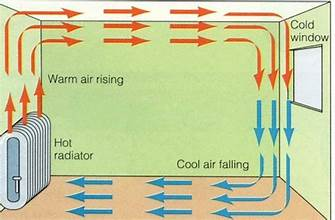 Cold
window
Warm air rising
Hot
radiator
Cool air falling